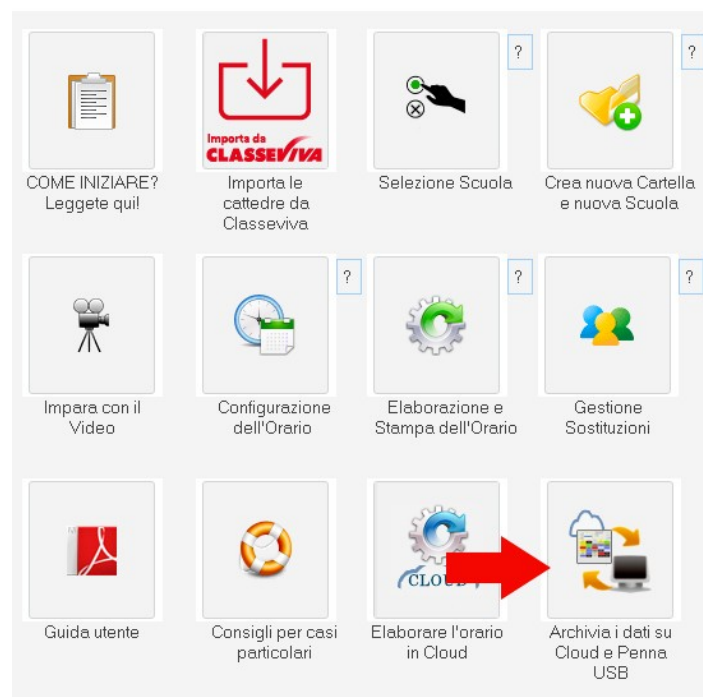 ?
?
Importa da
CLASSEVIVA
COME INIZIARE?
Leggete qui!
Importa le
cattedre da
Classeviva
Selezione Scuola
Crea nuova Cartella
e nuova Scuola
?
?
?
Impara con il
Video
Configurazione
dell'Orario
Elaborazione e
Stampa dell'Orario
Gestione
Sostituzioni
CLOUD
Guida utente
Consigli per casi
particolari
Elaborare l'orario
in Cloud
Archivia i dati su
Cloud e Penna
USB